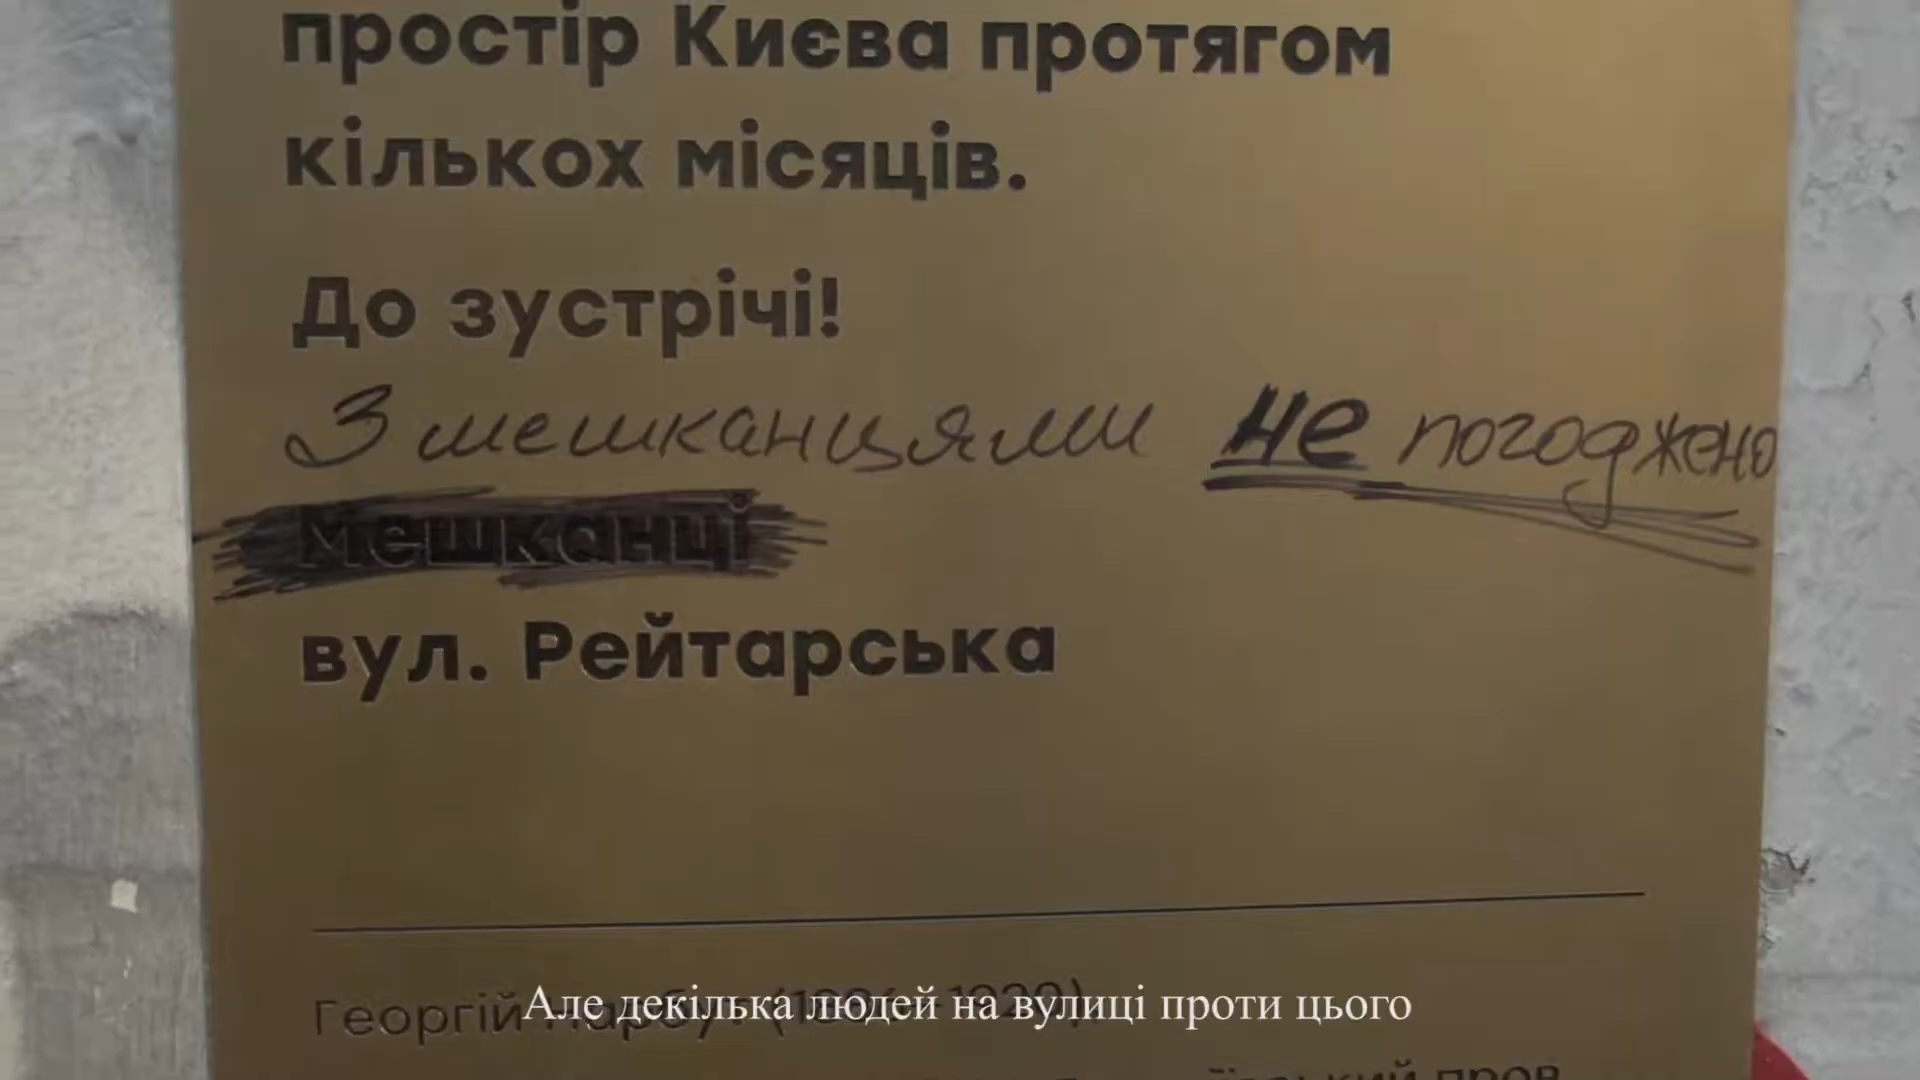 простір Києва протягом
кількох місяців.
До зустрічі!
З мешканцями не погоджено
Мешканці
вул. Рейтарська
Георгій
Але декілька людей на вулиці проти цього